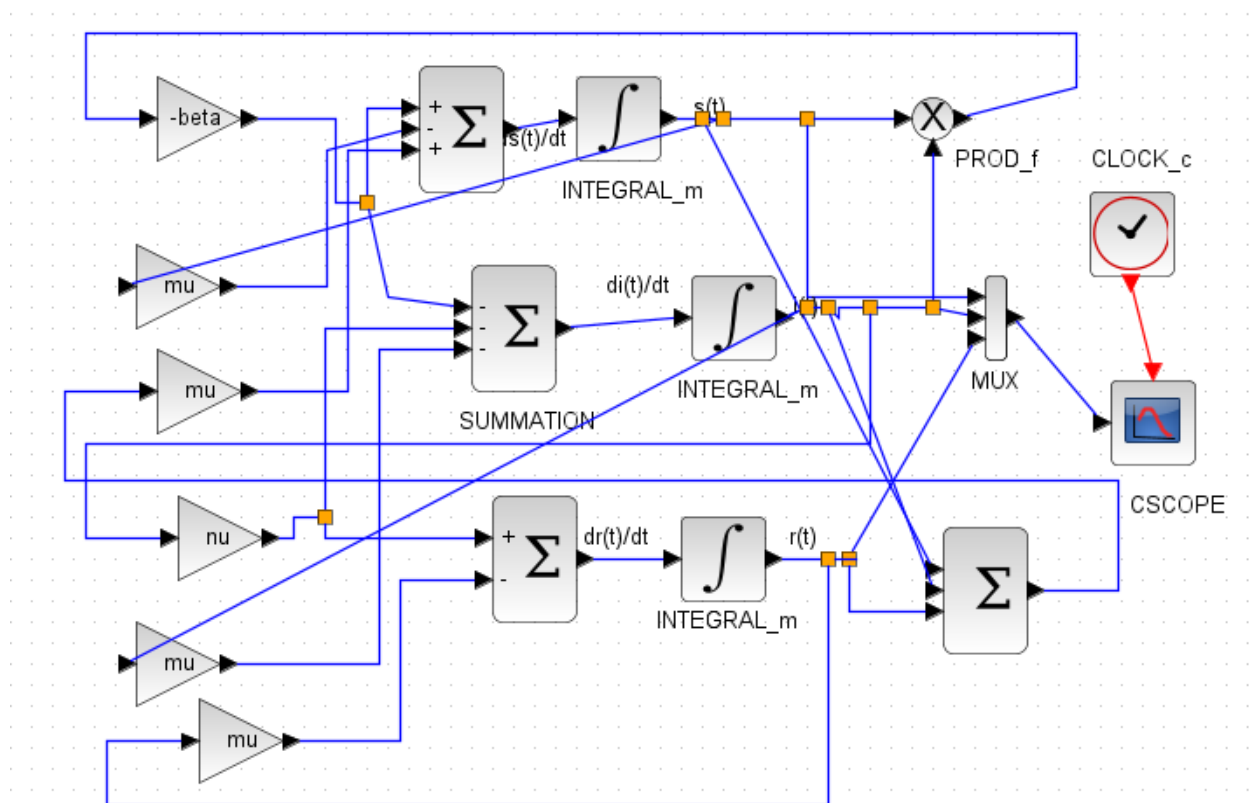 -beta
+
-
+
Σ
∫
s(t)
X
ds(t)/dt
INTEGRAL_m
PROD_f
CLOCK_c
mu
-
-
-
Σ
di(t)/dt
∫
INTEGRAL_m
MUX
mu
SUMMATION
CSCOPE
nu
+
-
Σ
dr(t)/dt
∫
r(t)
INTEGRAL_m
Σ
mu
mu